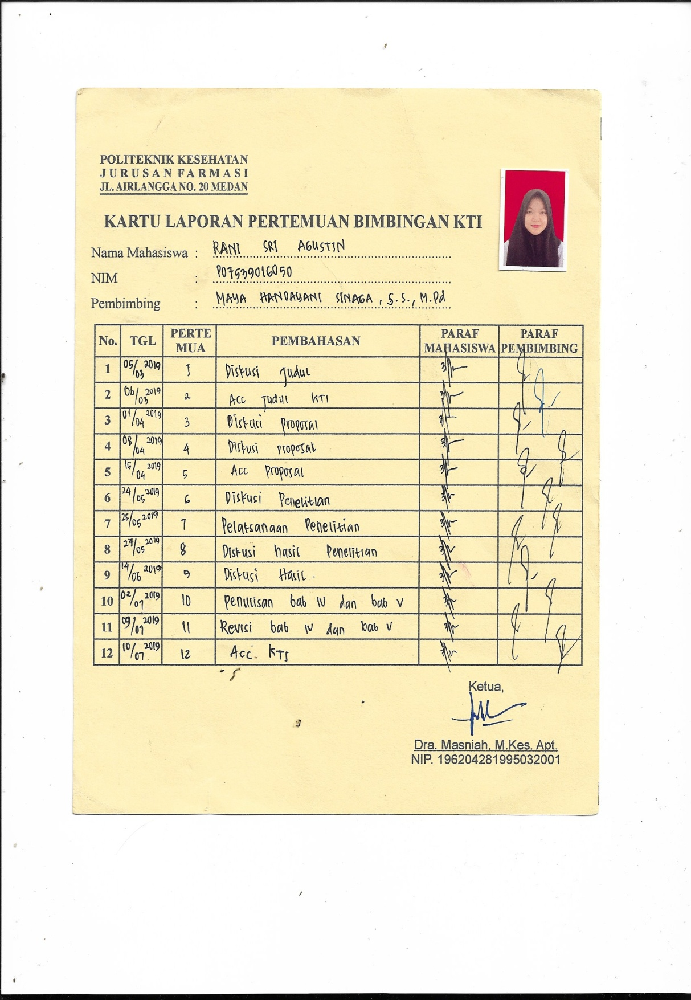 POLITEKNIK KESEHATAN
JURUSAN FARMASI
JL. AIRLANGGA NO. 20 MEDAN
KARTU LAPORAN PERTEMUAN BIMBINGAN KTI
Nama Mahasiswa : RANI SRI AGUSTIN
NIM : P07539016050
Pembimbing : MAYA HANDAYANI SINAGA, S.S., M.Pd
No. TGL PERTE MUA PEMBAHASAN PARAF MAHASISWA PARAF PEMBIMBING
1 05/03 2019 1 Diskusi Judul
2 06/03 2019 2 Acc Judul KTI
3 01/04 2019 3 Diskusi proposal
4 08/04 2019 4 Diskusi proposal
5 15/04 2019 5 Acc Proposal
6 24/05 2019 6 Diskusi Penelitian
7 25/05 2019 7 Pelaksanaan Penelitian
8 27/05 2019 8 Diskusi hasil Penelitian
9 14/06 2019 9 Diskusi Hasil.
10 02/07 2019 10 Penulisan bab IV dan bab V
11 09/07 2019 11 Revisi bab IV dan bab V
12 10/07 2019 12 Acc KTI
Ketua,
Dra. Masniah, M.Kes. Apt.
NIP. 196204281995032001